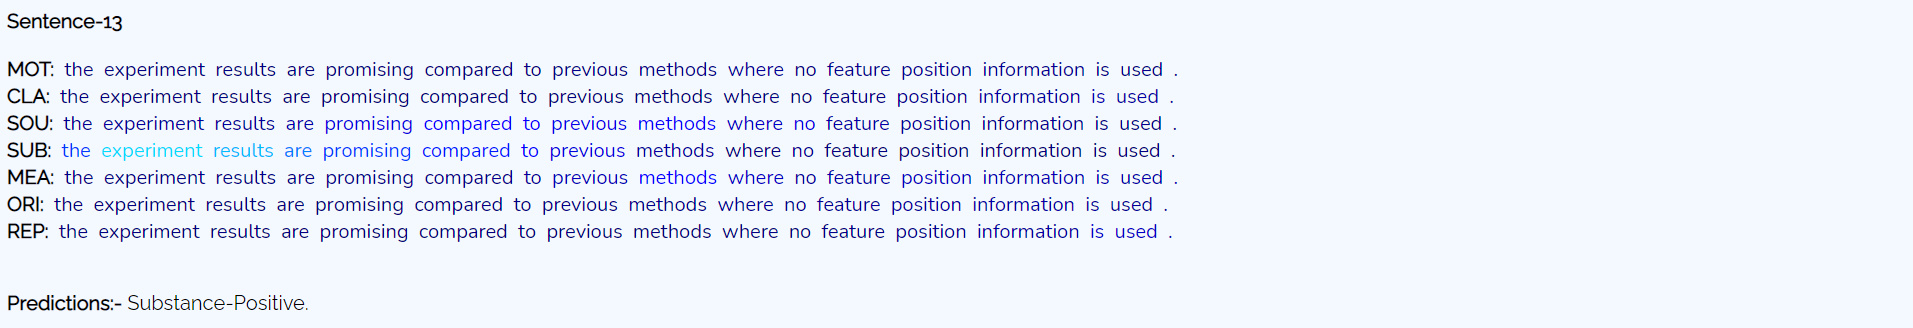 Sentence-13
MOT: the experiment results are promising compared to previous methods where no feature position information is used .
CLA: the experiment results are promising compared to previous methods where no feature position information is used .
SOU: the experiment results are promising compared to previous methods where no feature position information is used .
SUB: the experiment results are promising compared to previous methods where no feature position information is used .
MEA: the experiment results are promising compared to previous methods where no feature position information is used .
ORI: the experiment results are promising compared to previous methods where no feature position information is used .
REP: the experiment results are promising compared to previous methods where no feature position information is used .
Predictions:- Substance-Positive.